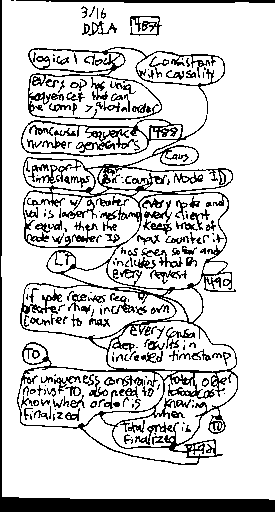 3/16
DDIA 487
logical clock
Consistent
with causality
every op has uniq
sequence # that can
be comp > , total order
noncausal sequence 488
number generators
Lamport
timestamps
Counter, Node ID
counter w/ greater
val is larger timestamp
if equal, then the
node w/ greater ID
every node and
every client
keeps track of
max counter it
has seen so far and
includes that on
every request
490
if node receives req. w/
greater max, increases own
counter to max
every causal
dep. results in
increased timestamp
TO
for uniqueness constraint,
not just TO, also need to
know when order is
finalized
total order
broadcast
knowing
when
TO
Total order is
finalized
492